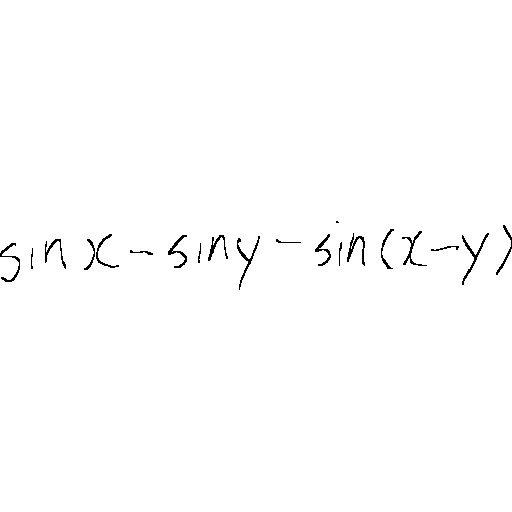 sin x - sin y - sin(x-y)